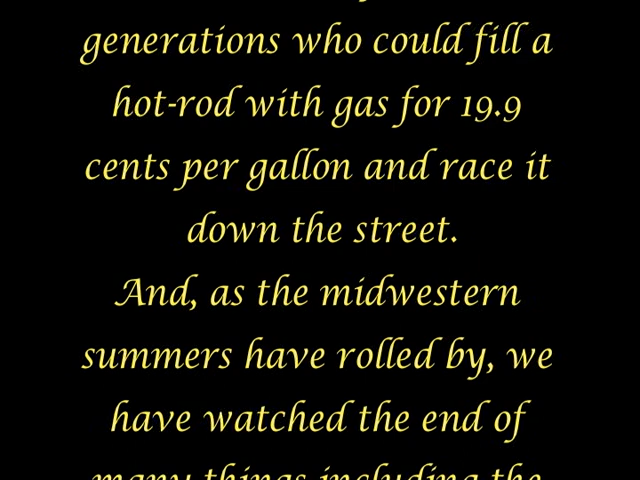 generations who could fill a
hot-rod with gas for 19.9
cents per gallon and race it
down the street.
And, as the midwestern
summers have rolled by, we
have watched the end of
many things including the